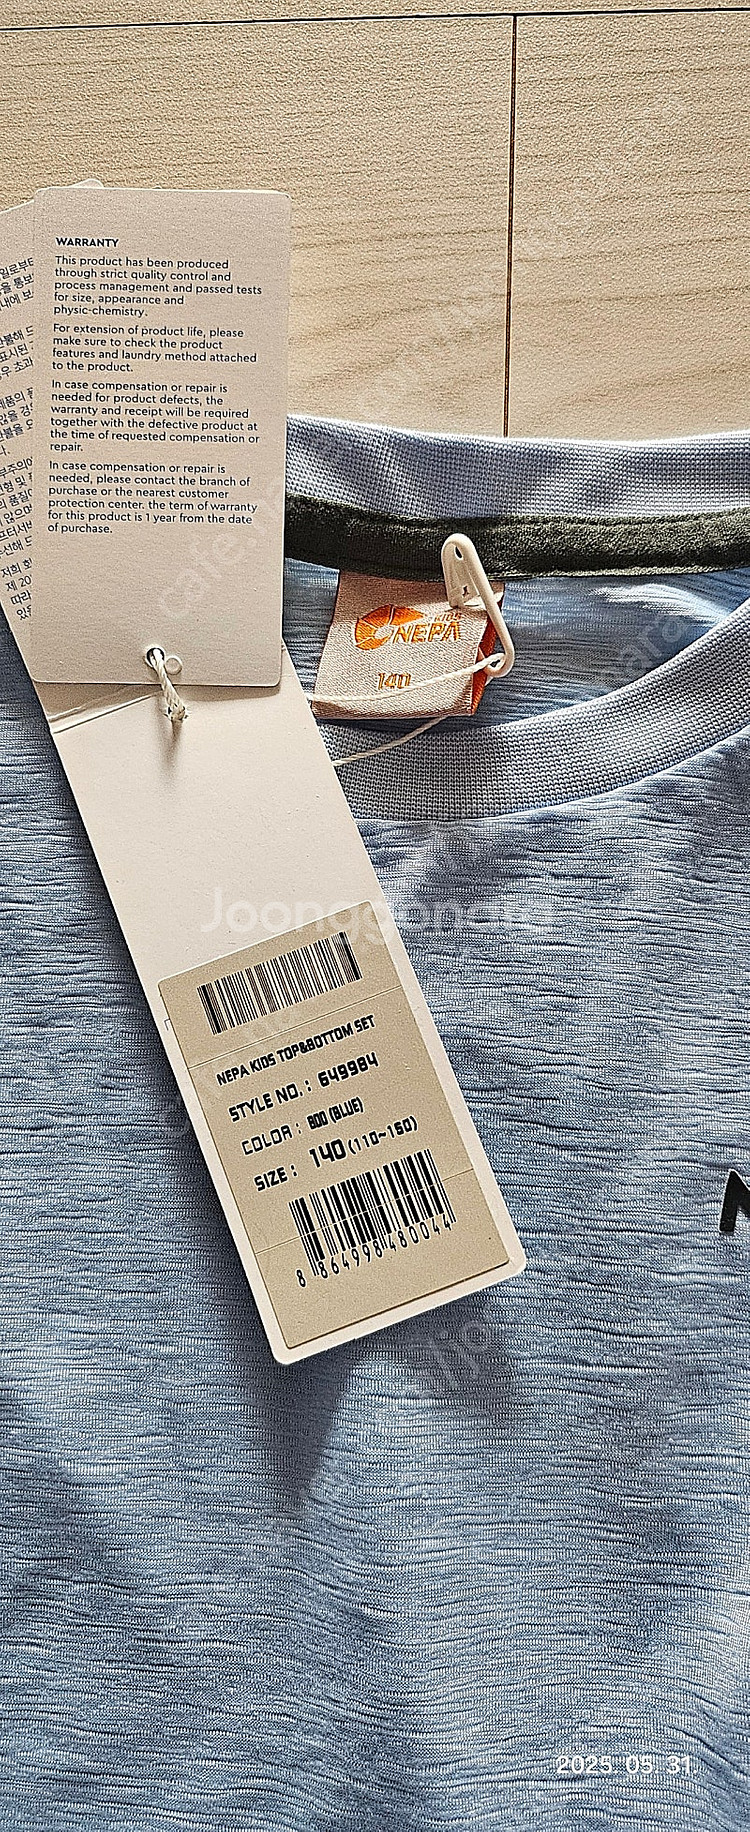 WARRANTY
This product has been produced
through strict quality control and
process management and passed tests
for size, appearance and
physic-chemistry.
For extension of product life, please
make sure to check the product
features and laundry method attached
to the product.
In case compensation or repair is
needed for product defects, the
warranty and receipt will be required
together with the defective product at
the time of requested compensation or
repair.
In case compensation or repair is
needed, please contact the branch of
purchase or the nearest customer
protection center. the term of warranty
for this product is 1 year from the date
of purchase.
KIDS
NEPA
140
Joonggonara
NEPA KIDS TOP&BOTTOM SET
STYLE NO. : 649984
COLOR : 800 (BLUE)
SIZE : 140 (110~160)
8 864998 480044
N
2025. 05. 31.